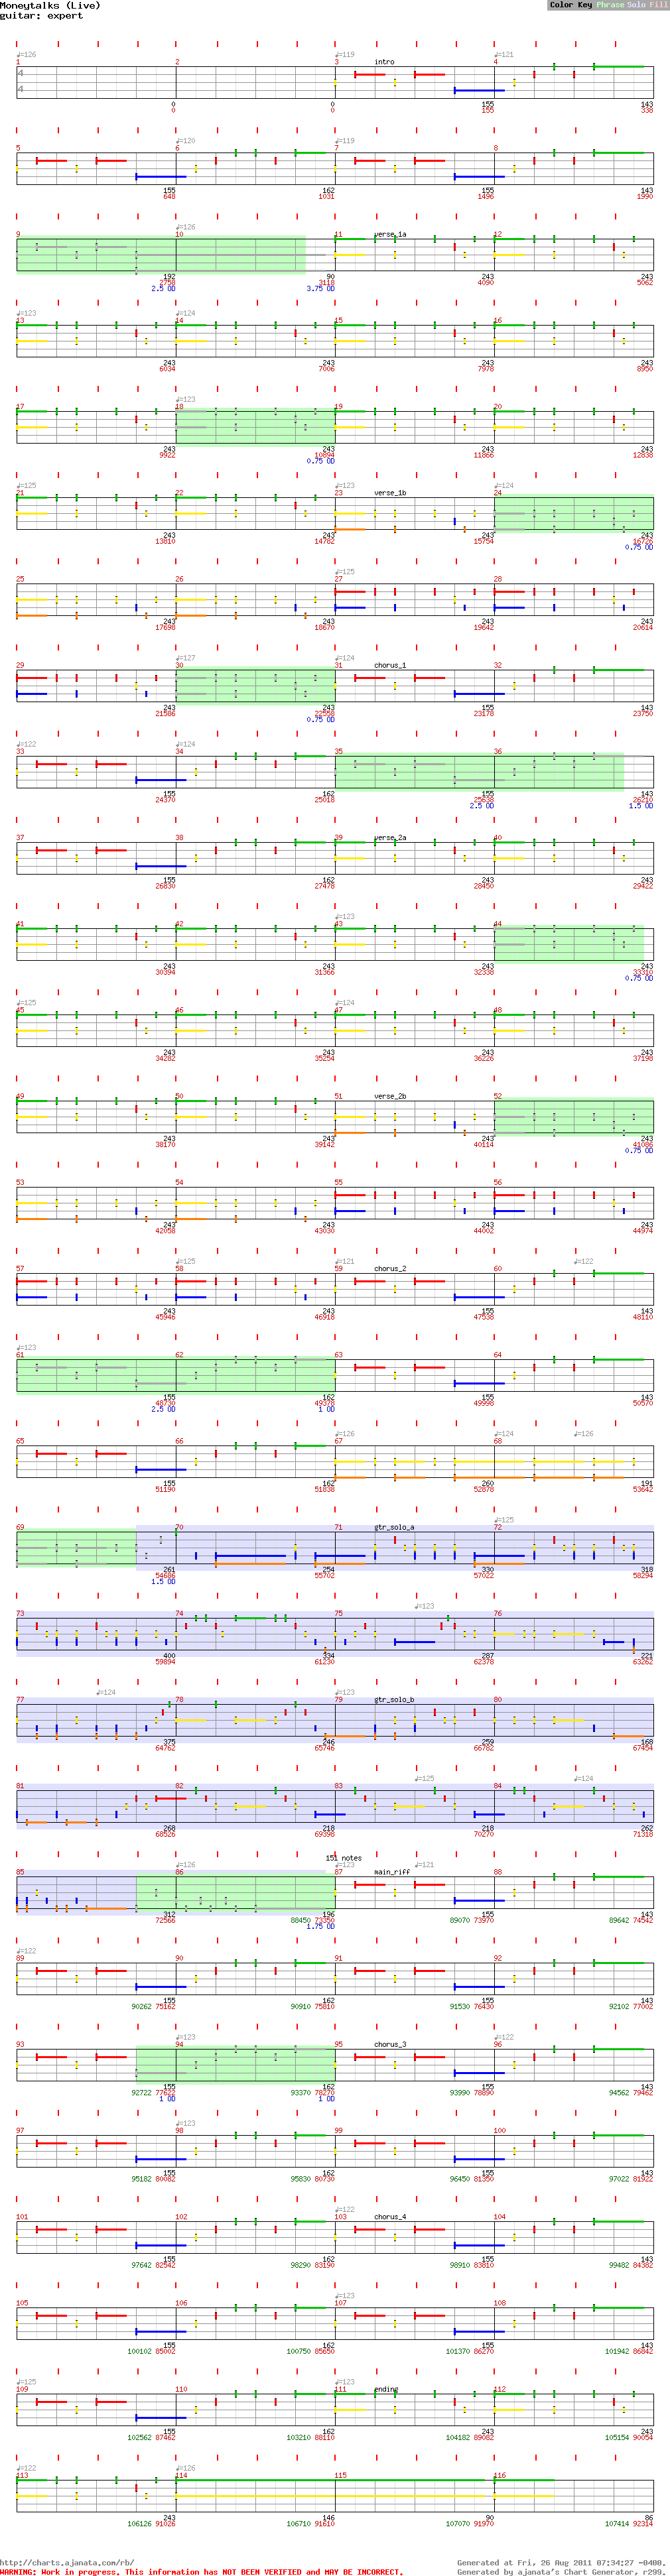 Moneytalks (Live)
Color Key Phrase Solo Fill
guitar: expert
♩=126 ♩=119 ♩=121
1 2 3 intro 4
4
4
0 0 155 143
0 0 155 338
♩=120 ♩=119
5 6 7 8
155 162 155 143
648 1031 1496 1990
♩=126
9 10 11 verse_1a 12
192 90 243 243
2758 3118 4090 5062
2.5 OD 3.75 OD
♩=123 ♩=124
13 14 15 16
243 243 243 243
6034 7006 7978 8950
♩=123
17 18 19 20
243 243 243 243
9922 10894 11866 12838
0.75 OD
♩=125 ♩=123 ♩=124
21 22 23 verse_1b 24
243 243 243 243
13810 14782 15754 16726
0.75 OD
♩=125
25 26 27 28
243 243 243 243
17698 18670 19642 20614
♩=127 ♩=124
29 30 31 chorus_1 32
243 243 155 143
21586 22558 23178 23750
0.75 OD
♩=122 ♩=124
33 34 35 36
155 162 155 143
24370 25018 25638 26210
2.5 OD 1.5 OD
37 38 39 verse_2a 40
155 162 243 243
26830 27478 28450 29422
♩=123
41 42 43 44
243 243 243 243
30394 31366 32338 33310
0.75 OD
♩=125 ♩=124
45 46 47 48
243 243 243 243
34282 35254 36226 37198
49 50 51 verse_2b 52
243 243 243 243
38170 39142 40114 41086
0.75 OD
53 54 55 56
243 243 243 243
42058 43030 44002 44974
♩=125 ♩=121 ♩=122
57 58 59 chorus_2 60
243 243 155 143
45946 46918 47538 48110
♩=123
61 62 63 64
155 162 155 143
48730 49378 49998 50570
2.5 OD 1 OD
♩=126 ♩=124 ♩=126
65 66 67 68
155 162 260 191
51190 51838 52878 53642
♩=125
69 70 71 gtr_solo_a 72
261 254 330 318
54686 55702 57022 58294
1.5 OD
♩=123
73 74 75 76
400 334 287 221
59894 61230 62378 63262
♩=124 ♩=123
77 78 79 gtr_solo_b 80
375 246 259 168
64762 65746 66782 67454
♩=125 ♩=124
81 82 83 84
268 218 218 262
68526 69398 70270 71318
151 notes
♩=126 ♩=123 ♩=121
85 86 87 main_riff 88
312 196 155 143
72566 88450 73350 89070 73970 89642 74542
1.75 OD
♩=122
89 90 91 92
155 162 155 143
90262 75162 90910 75810 91530 76430 92102 77002
♩=123 ♩=122
93 94 95 chorus_3 96
155 162 155 143
92722 77622 93370 78270 93990 78890 94562 79462
1 OD 1 OD
♩=123
97 98 99 100
155 162 155 143
95182 80082 95830 80730 96450 81350 97022 81922
♩=122
101 102 103 chorus_4 104
155 162 155 143
97642 82542 98290 83190 98910 83810 99482 84382
♩=123
105 106 107 108
155 162 155 143
100102 85002 100750 85650 101370 86270 101942 86842
♩=125 ♩=123
109 110 111 ending 112
155 162 243 243
102562 87462 103210 88110 104182 89082 105154 90054
♩=122 ♩=126
113 114 115 116
243 146 90 86
106126 91026 106710 107070 91970 107414 92314
http://charts.ajanata.com/rb/ Generated at Fri, 26 Aug 2011 07:34:27 -0400.
WARNING: Work in progress. This information has NOT BEEN VERIFIED and MAY BE INCORRECT. Generated by ajanata's Chart Generator, r299.